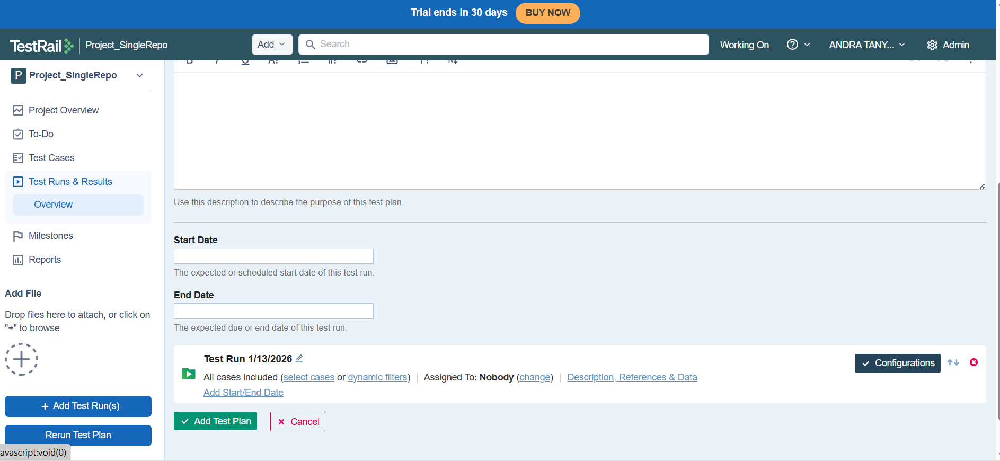 Trial ends in 30 days BUY NOW
TestRail Project_SingleRepo Add Search Working On ANDRA TANY... Admin
P Project_SingleRepo
Project Overview
To-Do
Test Cases
Test Runs & Results
Overview
Milestones
Reports
Add File
Drop files here to attach, or click on
"+" to browse
+ Add Test Run(s)
Rerun Test Plan
avascript:void(0)
Use this description to describe the purpose of this test plan.
Start Date
The expected or scheduled start date of this test run.
End Date
The expected due or end date of this test run.
Test Run 1/13/2026
Configurations
All cases included (select cases or dynamic filters) | Assigned To: Nobody (change) | Description, References & Data
Add Start/End Date
Add Test Plan
Cancel